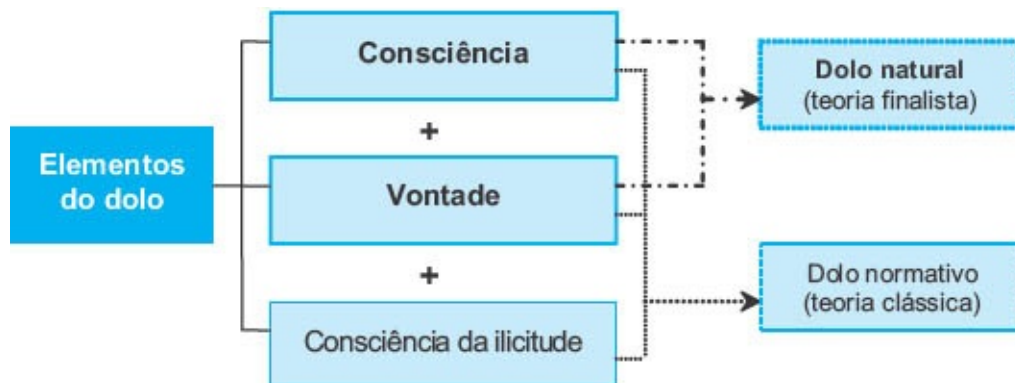 Elementos
do dolo
Consciência
+
Vontade
+
Consciência da ilicitude
Dolo natural
(teoria finalista)
Dolo normativo
(teoria clássica)